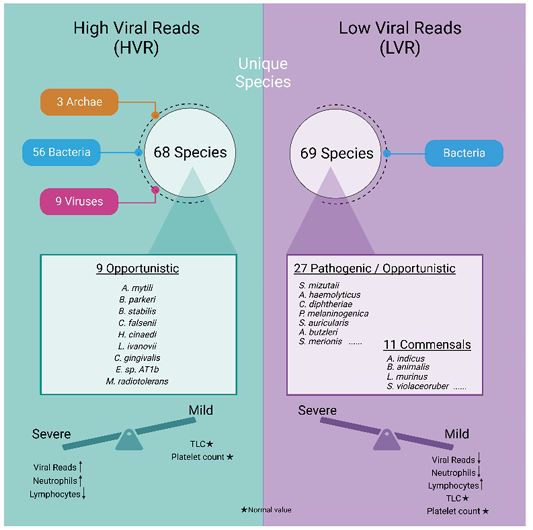 High Viral Reads
(HVR)
Low Viral Reads
(LVR)
Unique
Species
3 Archae
56 Bacteria
9 Viruses
68 Species
69 Species
Bacteria
9 Opportunistic
A. mytili
B. parkeri
B. stabilis
C. falsenii
H. cinaedi
L. ivanovii
C. gingivalis
E. sp. AT1b
M. radiotolerans
27 Pathogenic / Opportunistic
S. mizutaii
A. haemolyticus
C. diphtheriae
P. melaninogenica
S. auricularis
A. butzleri
S. merionis ......
11 Commensals
A. indicus
B. animalis
L. murinus
S. violaceoruber ......
Severe
Mild
Viral Reads↑
Neutrophils↑
Lymphocytes↓
TLC★
Platelet count ★
Severe
Mild
Viral Reads↓
Neutrophils↓
Lymphocytes↑
TLC★
Platelet count ★
★Normal value